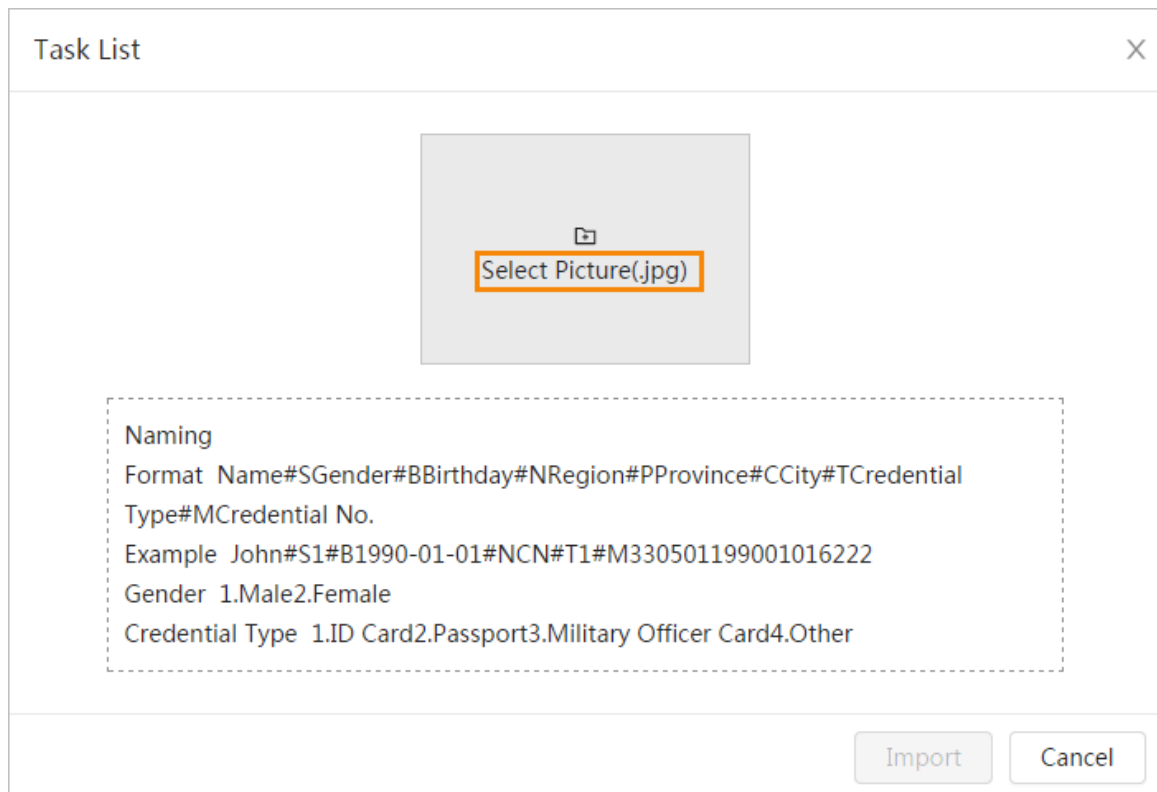 Task List
X
Select Picture(.jpg)
Naming
Format  Name#SGender#BBirthday#NRegion#PProvince#CCity#TCredential
Type#MCredential No.
Example  John#S1#B1990-01-01#NCN#T1#M330501199001016222
Gender  1.Male2.Female
Credential Type  1.ID Card2.Passport3.Military Officer Card4.Other
Import
Cancel